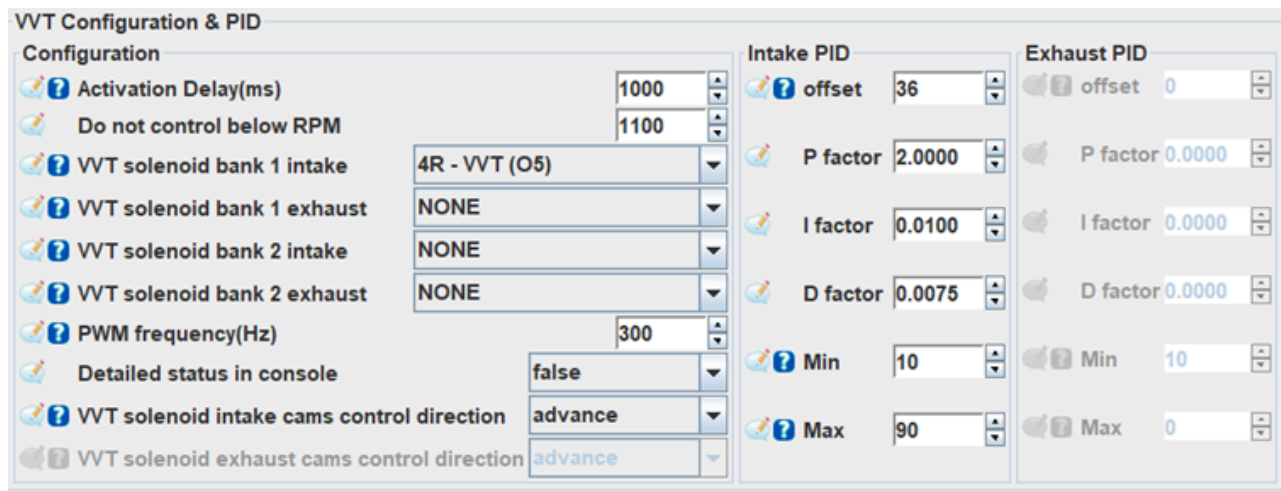 VVT Configuration & PID
Configuration
Activation Delay(ms) 1000
Do not control below RPM 1100
VVT solenoid bank 1 intake 4R - VVT (O5)
VVT solenoid bank 1 exhaust NONE
VVT solenoid bank 2 intake NONE
VVT solenoid bank 2 exhaust NONE
PWM frequency(Hz) 300
Detailed status in console false
VVT solenoid intake cams control direction advance
VVT solenoid exhaust cams control direction advance
Intake PID
offset 36
P factor 2.0000
I factor 0.0100
D factor 0.0075
Min 10
Max 90
Exhaust PID
offset 0
P factor 0.0000
I factor 0.0000
D factor 0.0000
Min 10
Max 0